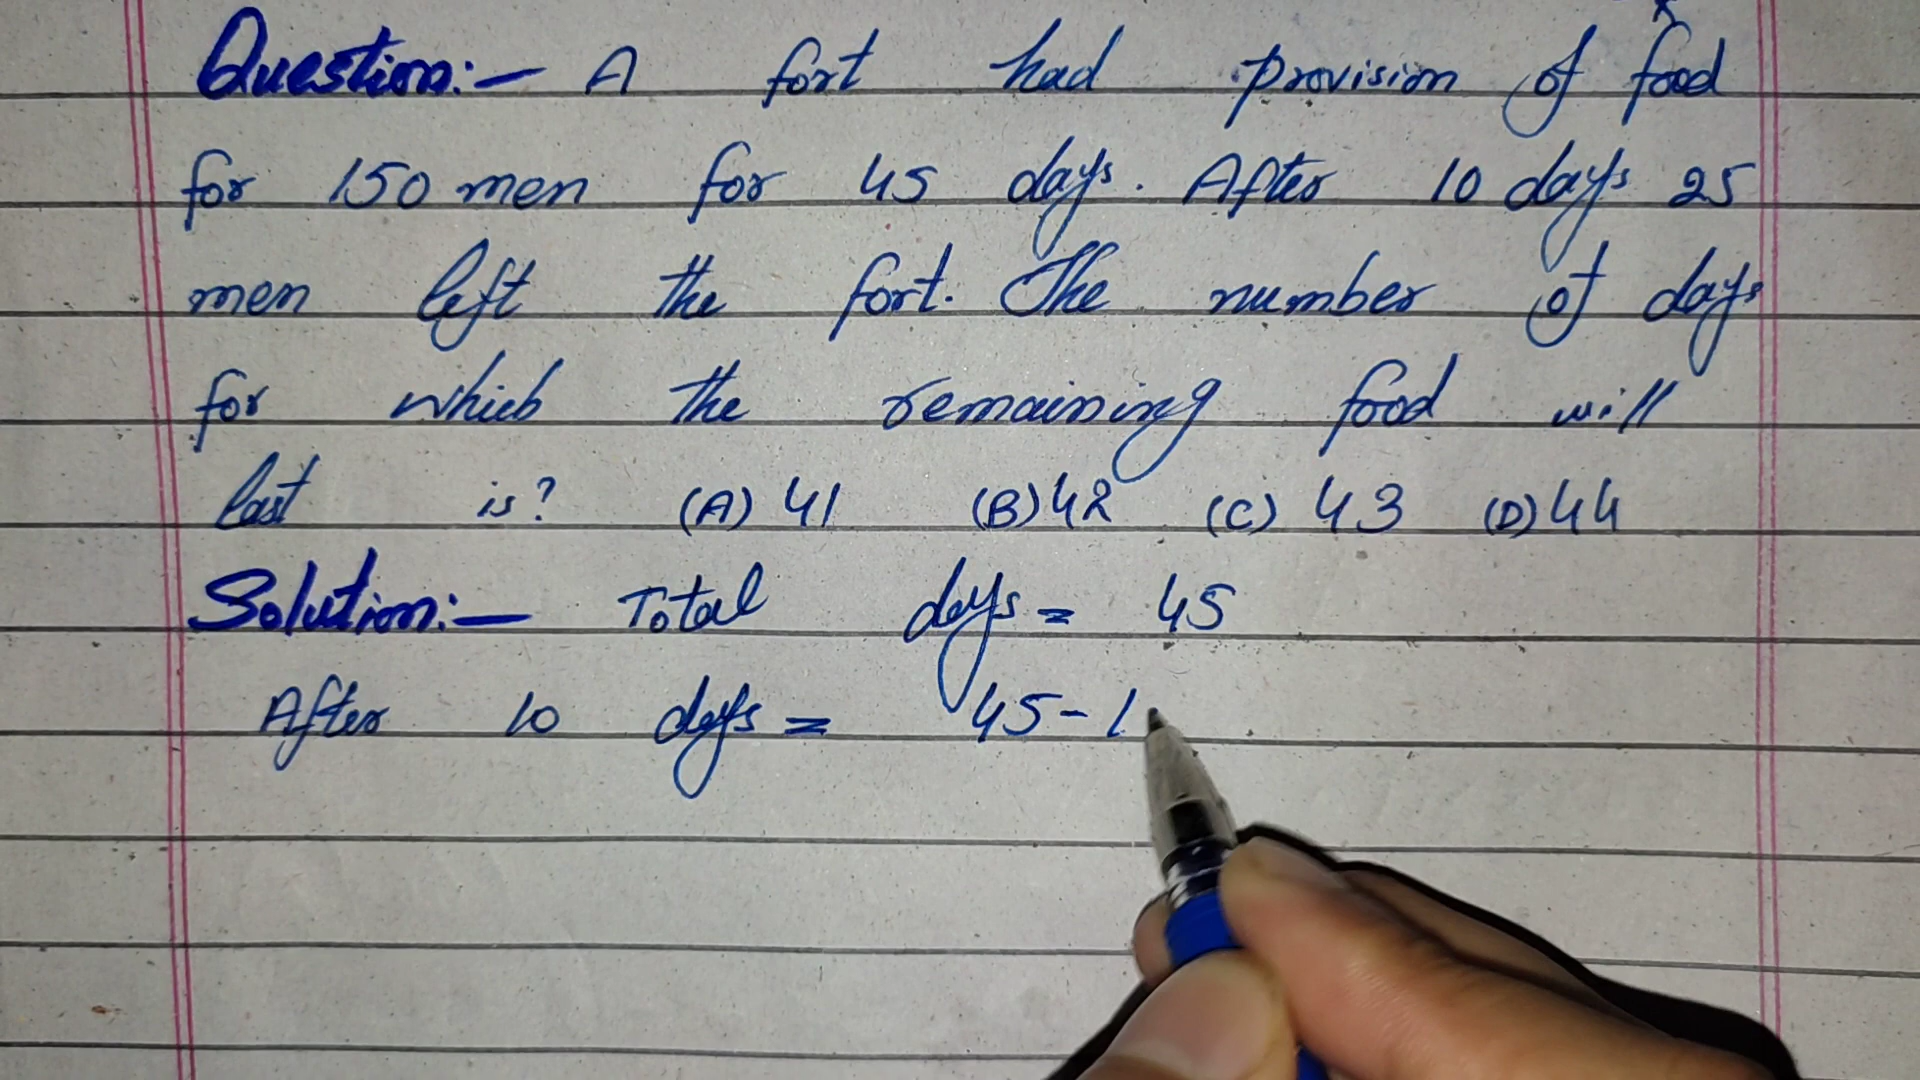 Question:- A fort had provision of food
for 150 men for 45 days. After 10 days 25
men left the fort. The number of days
for which the remaining food will
last is? (A) 41 (B) 42 (C) 43 (D) 44
Solution:- Total days = 45
After 10 days = 45-1